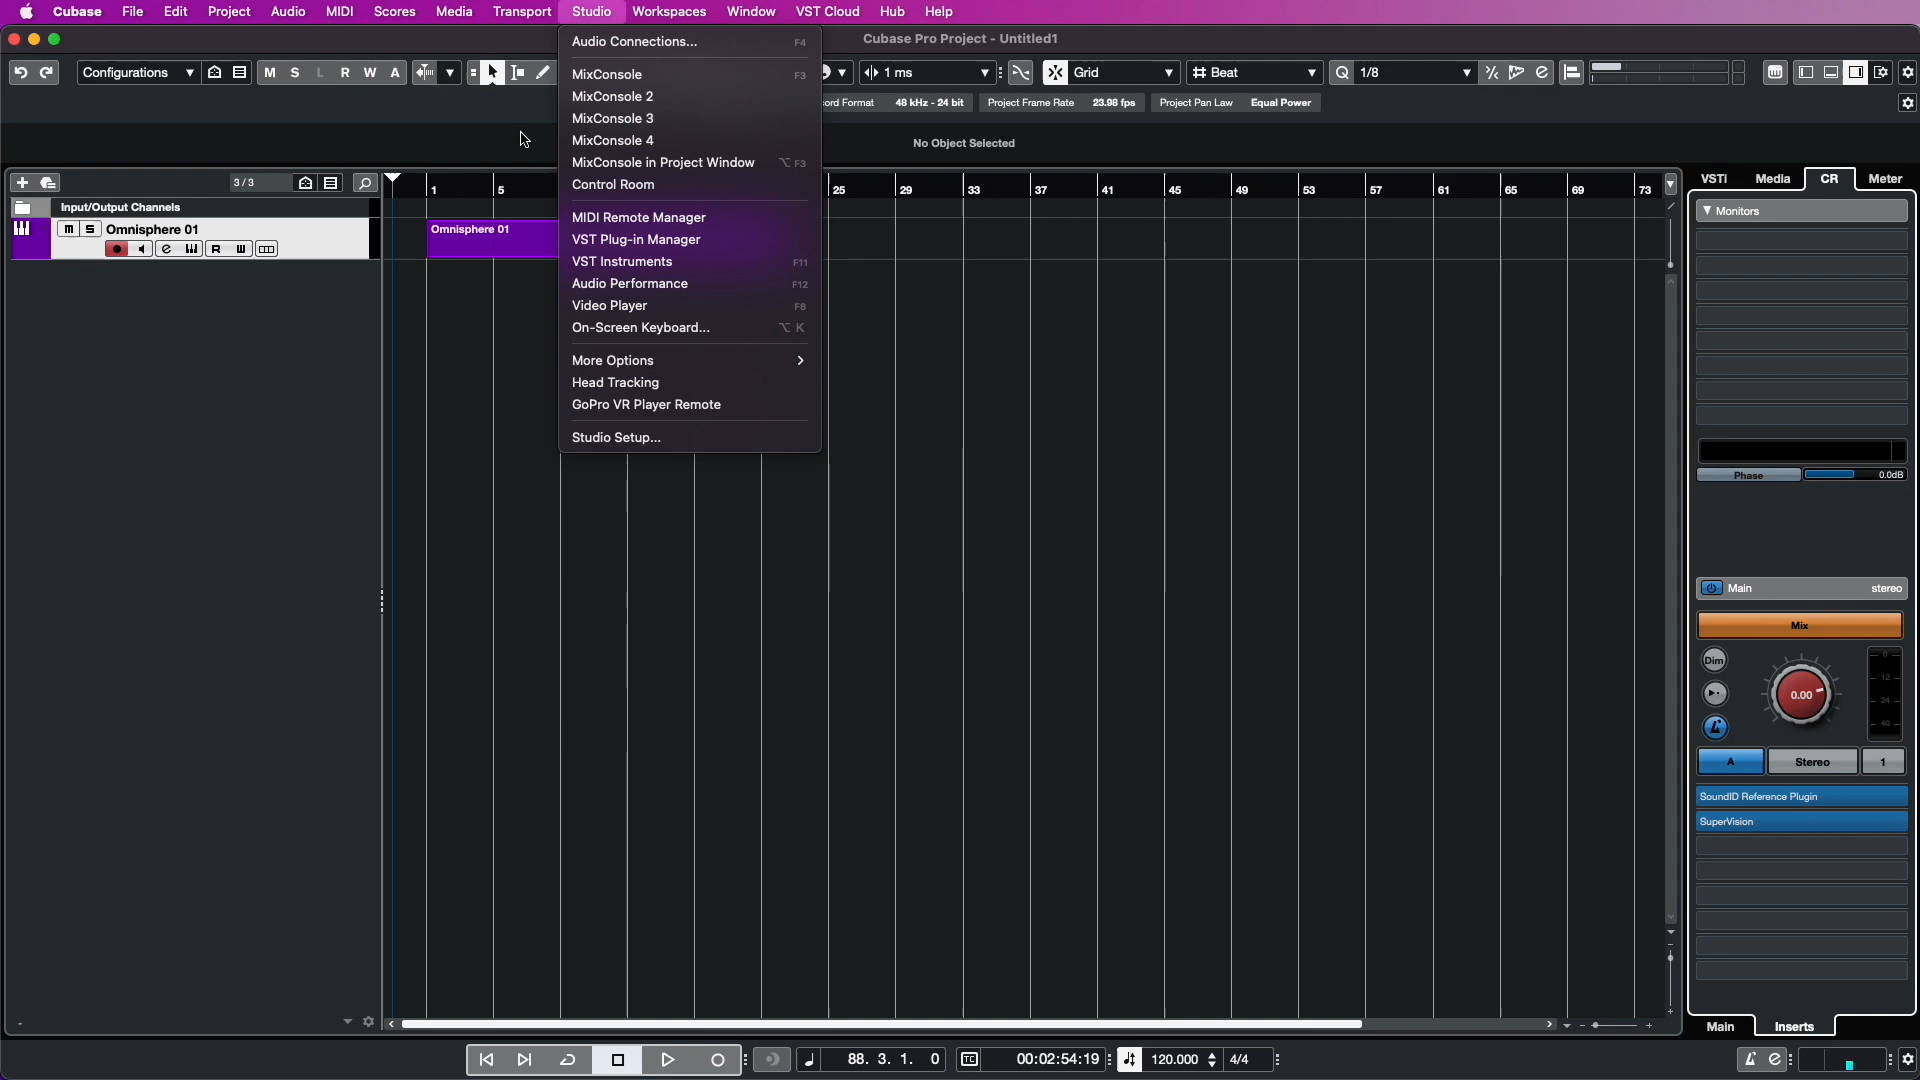 Cubase File Edit Project Audio MIDI Scores Media Transport Studio Workspaces Window VST Cloud Hub Help
Cubase Pro Project - Untitled1
Configurations M S L R W A 1 ms Grid Beat Q 1/8
ord Format 48 kHz - 24 bit Project Frame Rate 23.98 fps Project Pan Law Equal Power
No Object Selected
Audio Connections... F4
MixConsole F3
MixConsole 2
MixConsole 3
MixConsole 4
MixConsole in Project Window ⌥ F3
Control Room
MIDI Remote Manager
VST Plug-in Manager
VST Instruments F11
Audio Performance F12
Video Player F8
On-Screen Keyboard... ⌥ K
More Options
Head Tracking
GoPro VR Player Remote
Studio Setup...
3/3
Input/Output Channels
m S Omnisphere 01
e R W
1 5 25 29 33 37 41 45 49 53 57 61 65 69 73
Omnisphere 01
VSTi Media CR Meter
Monitors
Phase 0.0dB
Main stereo
Mix
Dim
0.00
0
12
24
40
A Stereo 1
SoundID Reference Plugin
SuperVision
Main Inserts
88. 3. 1. 0 TC 00:02:54:19 120.000 4/4